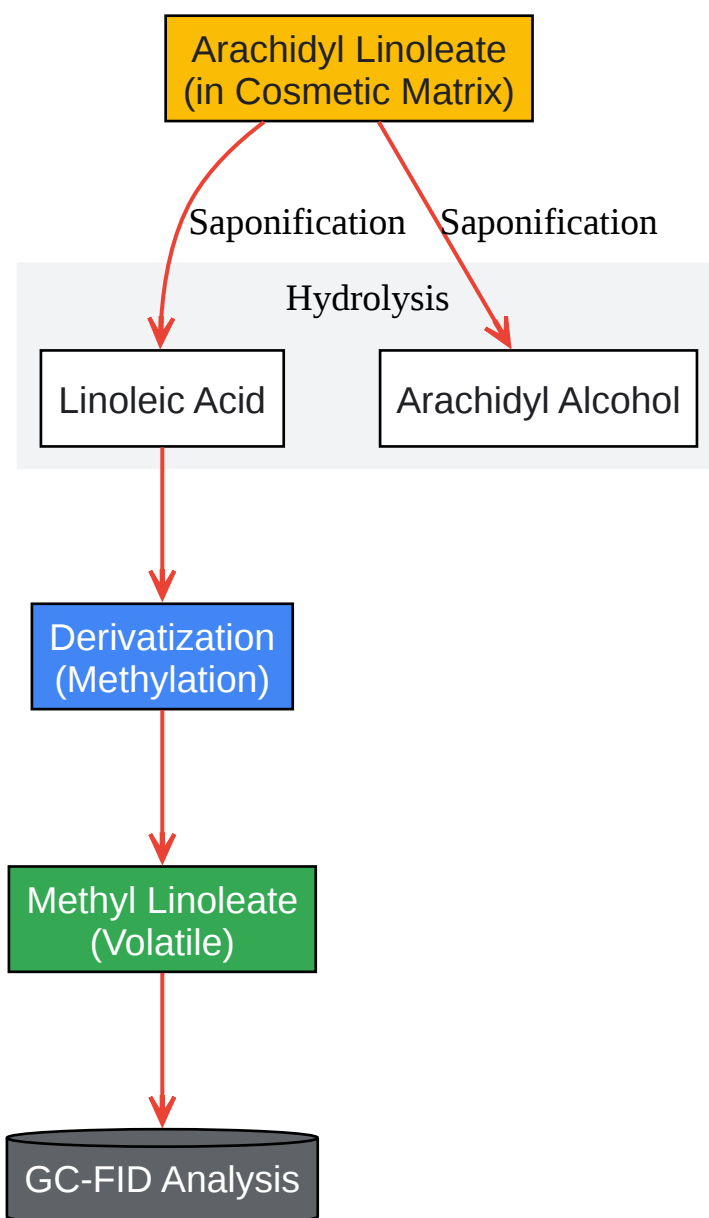 Arachidyl Linoleate
(in Cosmetic Matrix)
Saponification
Saponification
Hydrolysis
Linoleic Acid
Arachidyl Alcohol
Derivatization
(Methylation)
Methyl Linoleate
(Volatile)
GC-FID Analysis